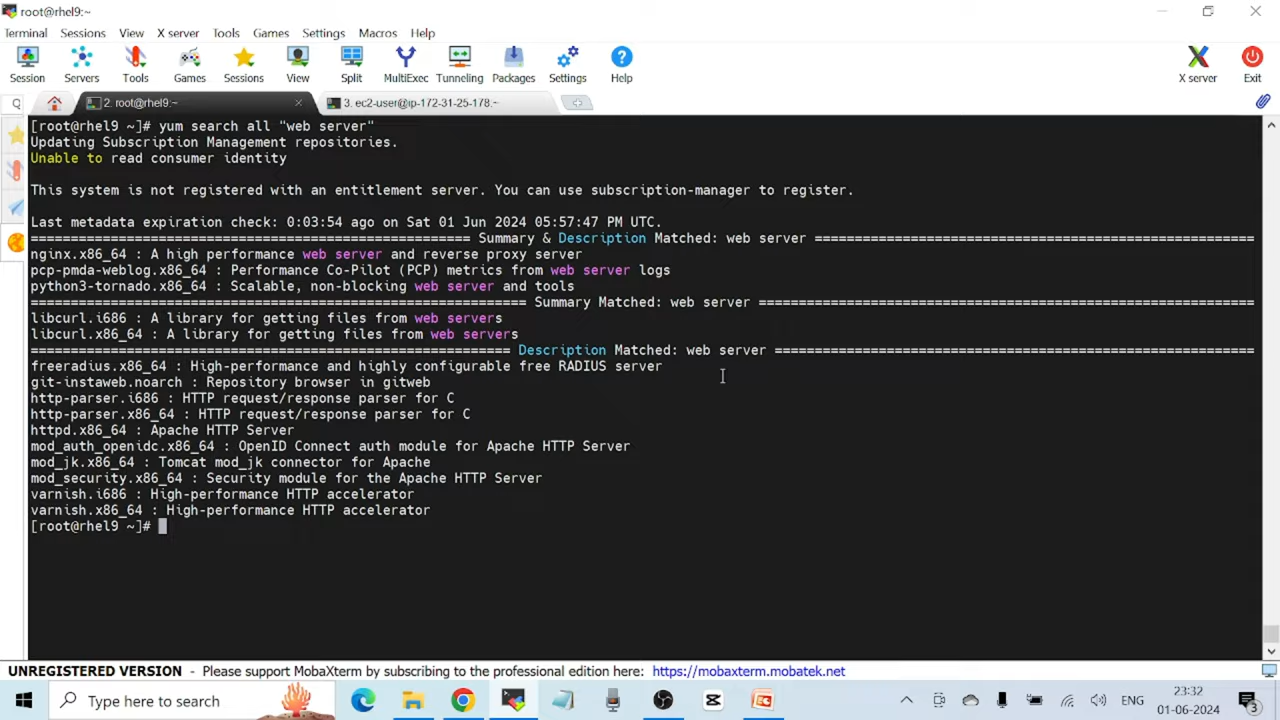 root@rhel9:~
Terminal Sessions View X server Tools Games Settings Macros Help
Session Servers Tools Games Sessions View Split MultiExec Tunneling Packages Settings Help X server Exit
2. root@rhel9:~ 3. ec2-user@ip-172-31-25-178:~
[root@rhel9 ~]# yum search all "web server"
Updating Subscription Management repositories.
Unable to read consumer identity
This system is not registered with an entitlement server. You can use subscription-manager to register.
Last metadata expiration check: 0:03:54 ago on Sat 01 Jun 2024 05:57:47 PM UTC.
======================================================= Summary & Description Matched: web server =======================================================
nginx.x86_64 : A high performance web server and reverse proxy server
pcp-pmda-weblog.x86_64 : Performance Co-Pilot (PCP) metrics from web server logs
python3-tornado.x86_64 : Scalable, non-blocking web server and tools
============================================================== Summary Matched: web server ==============================================================
libcurl.i686 : A library for getting files from web servers
libcurl.x86_64 : A library for getting files from web servers
============================================================ Description Matched: web server ============================================================
freeradius.x86_64 : High-performance and highly configurable free RADIUS server
git-instaweb.noarch : Repository browser in gitweb
http-parser.i686 : HTTP request/response parser for C
http-parser.x86_64 : HTTP request/response parser for C
httpd.x86_64 : Apache HTTP Server
mod_auth_openidc.x86_64 : OpenID Connect auth module for Apache HTTP Server
mod_jk.x86_64 : Tomcat mod_jk connector for Apache
mod_security.x86_64 : Security module for the Apache HTTP Server
varnish.i686 : High-performance HTTP accelerator
varnish.x86_64 : High-performance HTTP accelerator
[root@rhel9 ~]#
UNREGISTERED VERSION - Please support MobaXterm by subscribing to the professional edition here: https://mobaxterm.mobatek.net
Type here to search ENG 23:32
01-06-2024 3